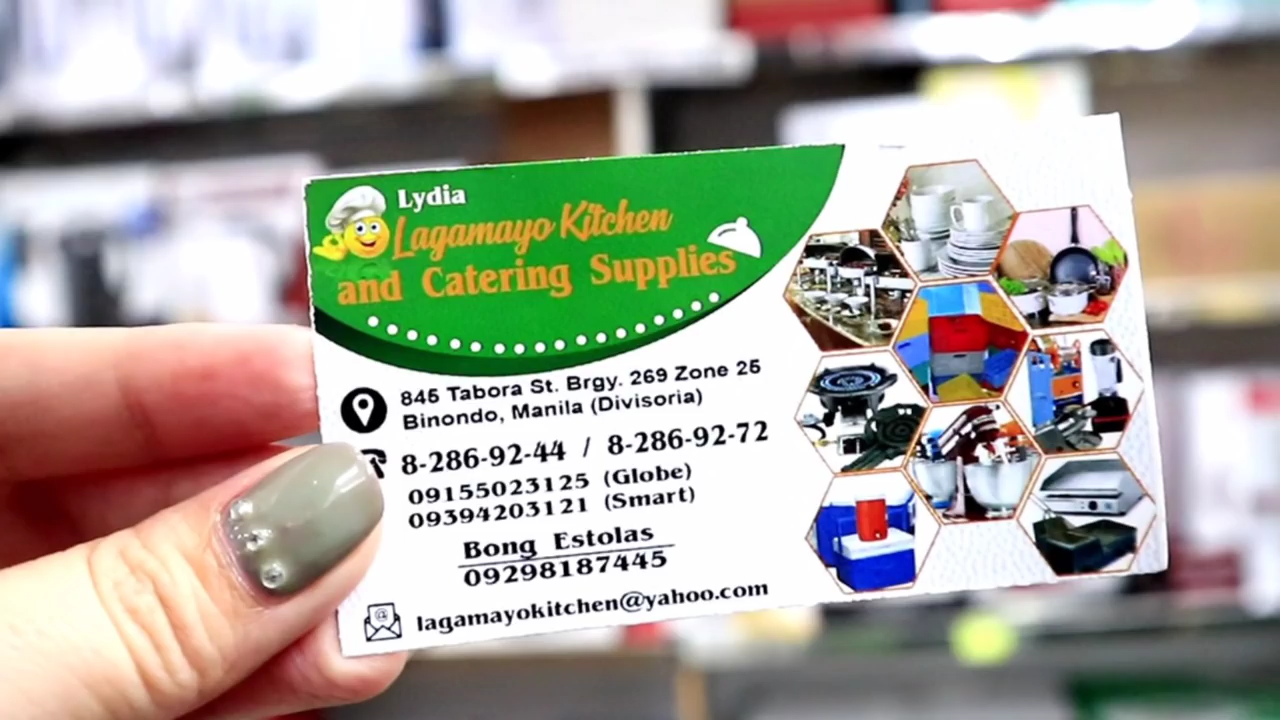 Lydia
Lagamayo Kitchen
and Catering Supplies
845 Tabora St. Brgy. 269 Zone 25
Binondo, Manila (Divisoria)
8-286-92-44 / 8-286-92-72
09155023125 (Globe)
09394203121 (Smart)
Bong Estolas
09298187445
lagamayokitchen@yahoo.com